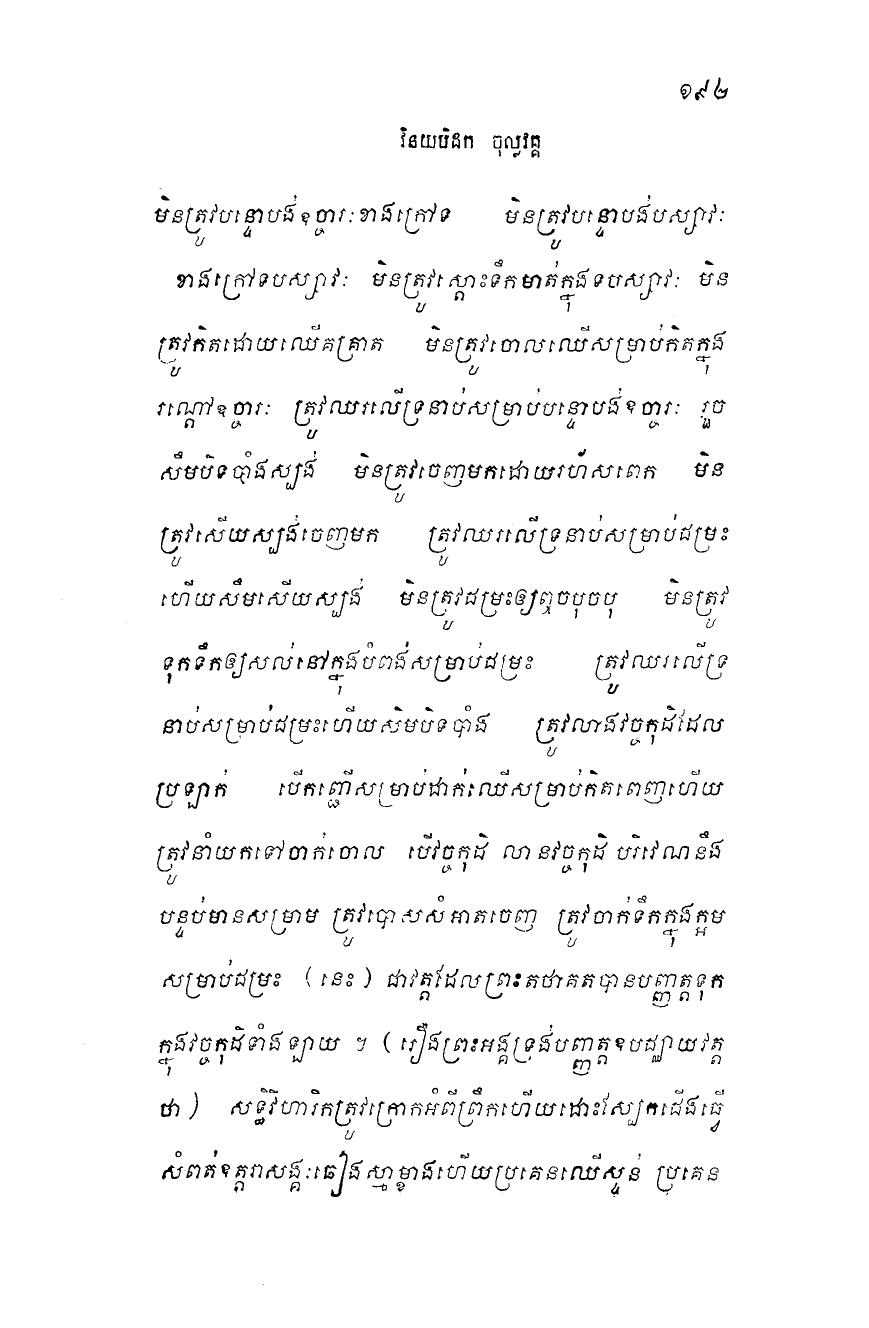 ១៩២
វិនយបិដក ចុល្លវគ្គ
មិនត្រូវបន្ទោបង់ឧច្ចារៈខាងក្រៅទេ មិនត្រូវបន្ទោបង់បស្សាវៈ
ខាងក្រៅទបស្សាវៈ មិនត្រូវស្តោះទឹកមាត់ក្នុងទបស្សាវៈ មិន
ត្រូវកិតដោយឈើគគ្រាត មិនត្រូវចោលឈើសម្រាប់កិតក្នុង
រណ្តៅឧច្ចារៈ ត្រូវឈរលើទ្រនាប់សម្រាប់បន្ទោបង់ឧច្ចារៈ រួច
សឹមបិទបាំងស្បង់ មិនត្រូវចេញមកដោយរហ័សពេក មិន
ត្រូវសើយស្បង់ចេញមក ត្រូវឈរលើទ្រនាប់សម្រាប់ជម្រះ
ហើយសឹមសើយស្បង់ មិនត្រូវជម្រះឲ្យឮចបុចបុ មិនត្រូវ
ទុកទឹកឲ្យសល់នៅក្នុងបំពង់សម្រាប់ជម្រះ ត្រូវឈរលើទ្រ
នាប់សម្រាប់ជម្រះហើយសិមបិទបាំង ត្រូវលាងវច្ចកុដិដែល
ប្រឡាក់ បើកញ្ជើសម្រាប់ដាក់ឈើសម្រាប់កិតពេញហើយ
ត្រូវនាំយកទៅចាក់ចោល បើវច្ចកុដិ លានវច្ចកុដិ បរិវេណនឹង
បន្ទប់មានសម្រាម ត្រូវបោសសំអាតចេញ ត្រូវចាក់ទឹកក្នុងក្អម
សម្រាប់ជម្រះ (នេះ) ជាវត្តដែលព្រះតថាគតបានបញ្ញត្តទុក
ក្នុងវច្ចកុដិទាំងឡាយ ។ (រឿងព្រះអង្គទ្រង់បញ្ញត្តឧបជ្ឈាយវត្ត
ថា) សទ្ធិវិហារិកត្រូវក្រោកអំពីព្រឹកហើយដោះស្បែកជើងធ្វើ
សំពត់ឧត្តរាសង្គៈឆៀងស្មាម្ខាងហើយប្រគេនឈើស្ទន់ ប្រគេន